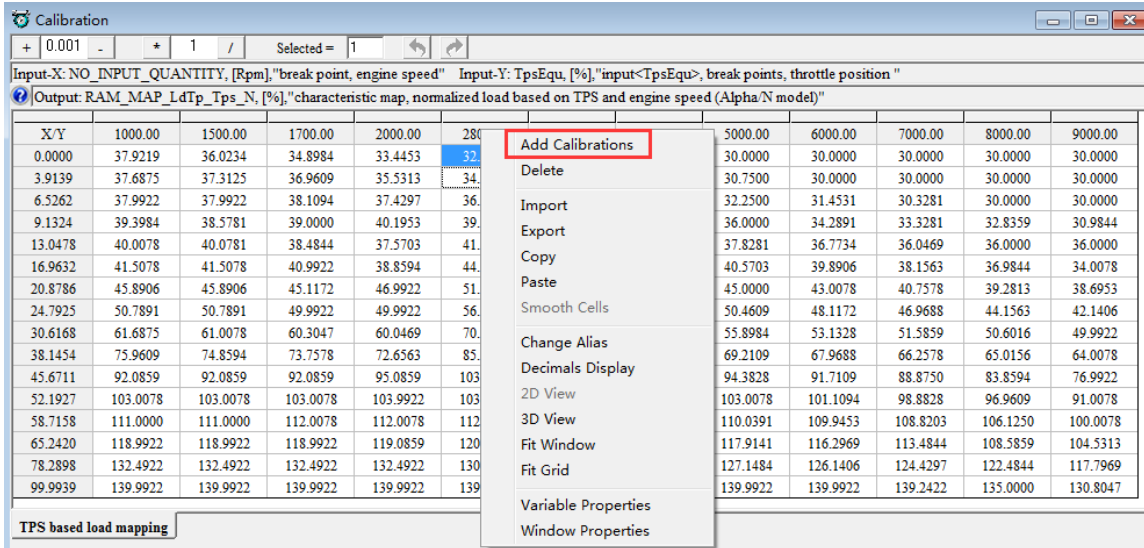 Calibration
+ 0.001 - * 1 / Selected = 1
Input-X: NO_INPUT_QUANTITY, [Rpm],"break point, engine speed" Input-Y: TpsEqu, [%],"input<TpsEqu>, break points, throttle position "
Output: RAM_MAP_LdTp_Tps_N, [%],"characteristic map, normalized load based on TPS and engine speed (Alpha/N model)"
X/Y 1000.00 1500.00 1700.00 2000.00 280 5000.00 6000.00 7000.00 8000.00 9000.00
0.0000 37.9219 36.0234 34.8984 33.4453 32. 30.0000 30.0000 30.0000 30.0000 30.0000
3.9139 37.6875 37.3125 36.9609 35.5313 34. 30.7500 30.0000 30.0000 30.0000 30.0000
6.5262 37.9922 37.9922 38.1094 37.4297 36. 32.2500 31.4531 30.3281 30.0000 30.0000
9.1324 39.3984 38.5781 39.0000 40.1953 39. 36.0000 34.2891 33.3281 32.8359 30.9844
13.0478 40.0078 40.0781 38.4844 37.5703 41. 37.8281 36.7734 36.0469 36.0000 36.0000
16.9632 41.5078 41.5078 40.9922 38.8594 44. 40.5703 39.8906 38.1563 36.9844 34.0078
20.8786 45.8906 45.8906 45.1172 46.9922 51. 45.0000 43.0078 40.7578 39.2813 38.6953
24.7925 50.7891 50.7891 49.9922 49.9922 56. 50.4609 48.1172 46.9688 44.1563 42.1406
30.6168 61.6875 61.0078 60.3047 60.0469 70. 55.8984 53.1328 51.5859 50.6016 49.9922
38.1454 75.9609 74.8594 73.7578 72.6563 85. 69.2109 67.9688 66.2578 65.0156 64.0078
45.6711 92.0859 92.0859 92.0859 95.0859 103 94.3828 91.7109 88.8750 83.8594 76.9922
52.1927 103.0078 103.0078 103.0078 103.9922 103 103.0078 101.1094 98.8828 96.9609 91.0078
58.7158 111.0000 111.0000 112.0078 112.0078 112 110.0391 109.9453 108.8203 106.1250 100.0078
65.2420 118.9922 118.9922 118.9922 119.0859 120 117.9141 116.2969 113.4844 108.5859 104.5313
78.2898 132.4922 132.4922 132.4922 132.4922 130 127.1484 126.1406 124.4297 122.4844 117.7969
99.9939 139.9922 139.9922 139.9922 139.9922 139 139.9922 139.9922 139.2422 135.0000 130.8047
Add Calibrations
Delete
Import
Export
Copy
Paste
Smooth Cells
Change Alias
Decimals Display
2D View
3D View
Fit Window
Fit Grid
Variable Properties
Window Properties
TPS based load mapping